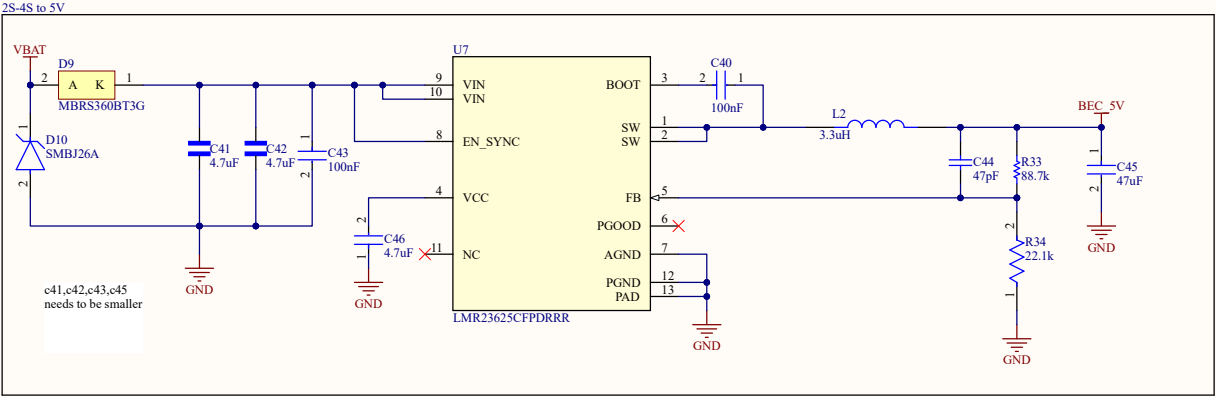 2S-4S to 5V
VBAT
D9
2 A K 1
MBRS360BT3G
1
D10
SMBJ26A
2
C41
4.7uF
C42
4.7uF
1
C43
100nF
2
GND
2
C46
4.7uF
1
GND
U7
9 VIN
10 VIN
8 EN_SYNC
4 VCC
11 NC
BOOT 3
SW 1
SW 2
FB 5
PGOOD 6
AGND 7
PGND 12
PAD 13
LMR23625CFPDRRR
GND
C40
2 1
100nF
L2
3.3uH
C44
47pF
R33
88.7k
2
R34
22.1k
1
GND
BEC_5V
1
C45
47uF
2
GND
c41,c42,c43,c45
needs to be smaller